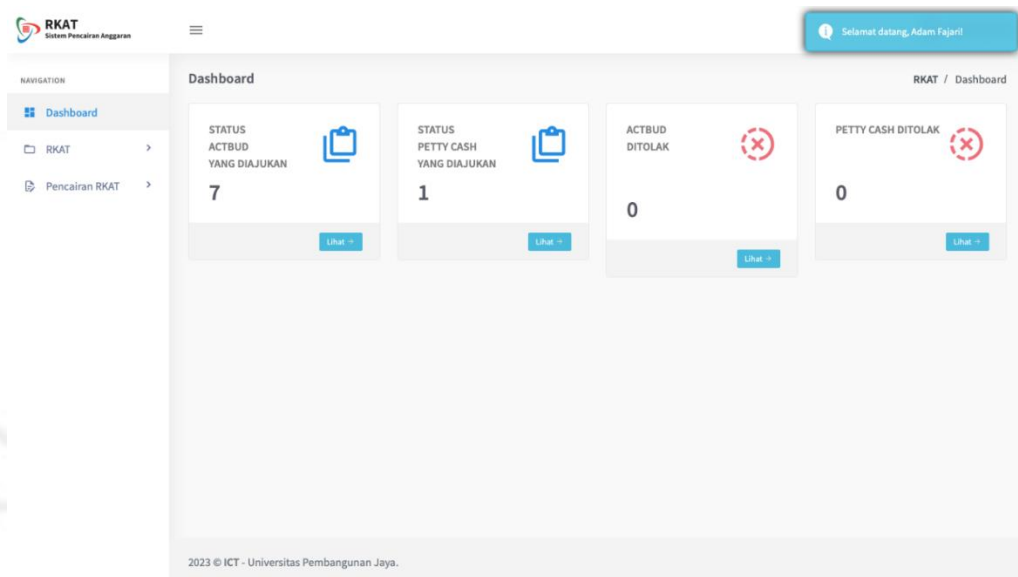 RKAT
Sistem Pencairan Anggaran
Selamat datang, Adam Fajari!
NAVIGATION
Dashboard
RKAT
Pencairan RKAT
Dashboard
RKAT / Dashboard
STATUS
ACTBUD
YANG DIAJUKAN
7
Lihat →
STATUS
PETTY CASH
YANG DIAJUKAN
1
Lihat →
ACTBUD
DITOLAK
0
Lihat →
PETTY CASH DITOLAK
0
Lihat →
2023 © ICT - Universitas Pembangunan Jaya.